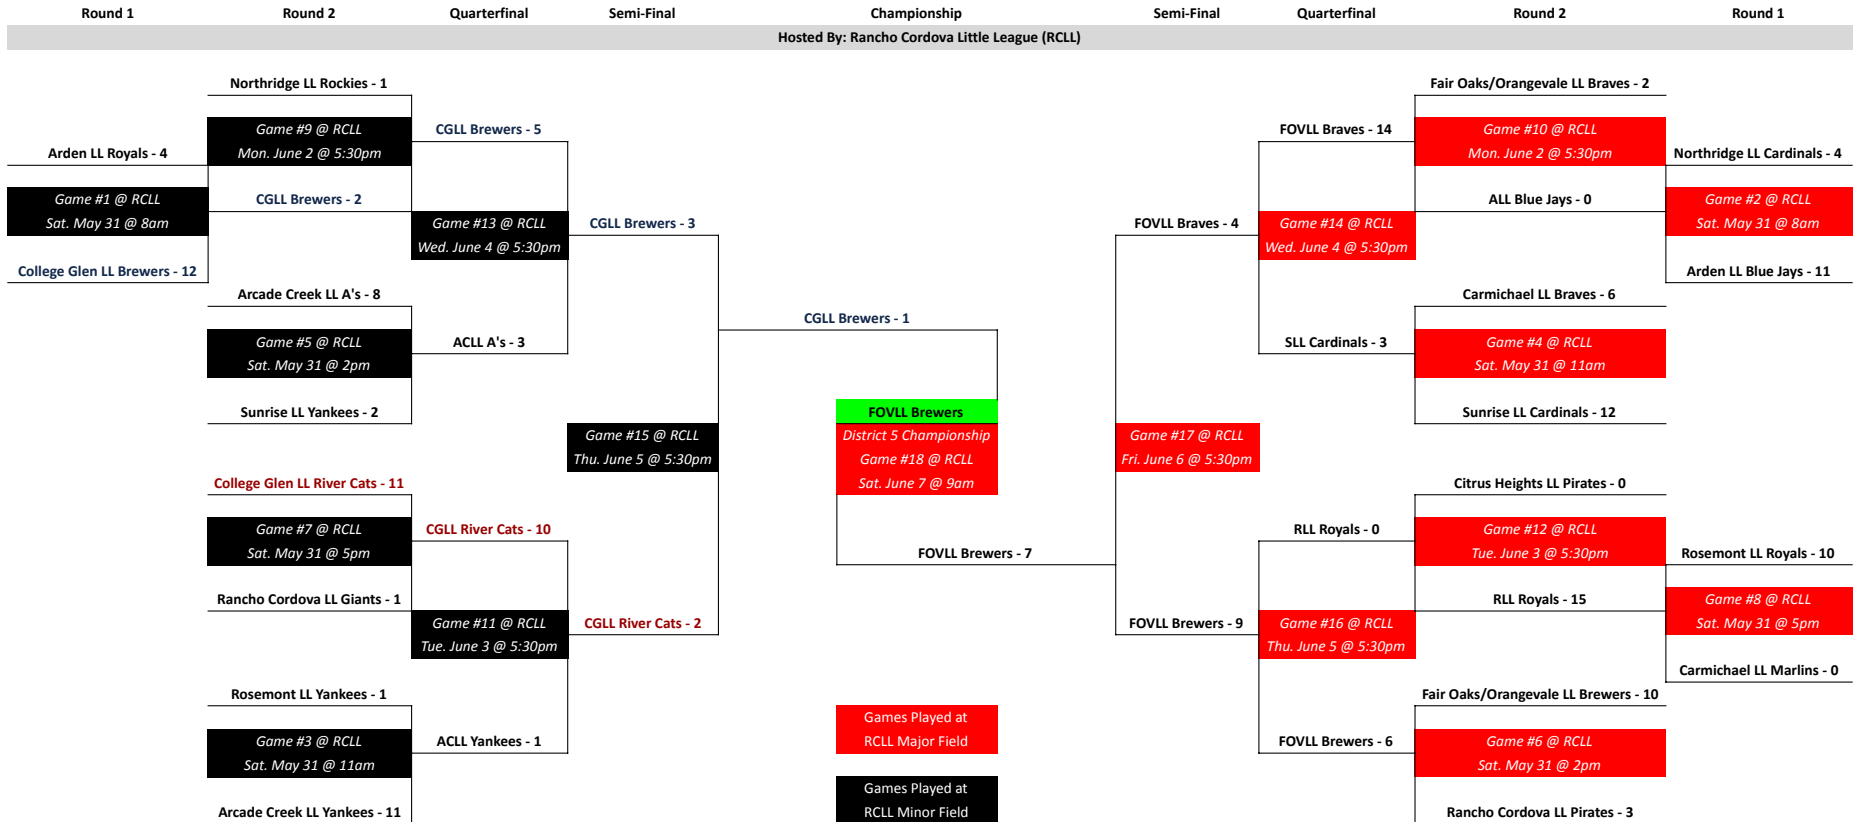 Round 1
Round 2
Quarterfinal
Semi-Final
Championship
Semi-Final
Quarterfinal
Round 2
Round 1
Hosted By: Rancho Cordova Little League (RCLL)
Northridge LL Rockies - 1
Fair Oaks/Orangevale LL Braves - 2
Game #9 @ RCLL
Mon. June 2 @ 5:30pm
CGLL Brewers - 5
FOVLL Braves - 14
Game #10 @ RCLL
Mon. June 2 @ 5:30pm
Arden LL Royals - 4
Northridge LL Cardinals - 4
Game #1 @ RCLL
Sat. May 31 @ 8am
CGLL Brewers - 2
ALL Blue Jays - 0
Game #2 @ RCLL
Sat. May 31 @ 8am
Game #13 @ RCLL
Wed. June 4 @ 5:30pm
CGLL Brewers - 3
FOVLL Braves - 4
Game #14 @ RCLL
Wed. June 4 @ 5:30pm
College Glen LL Brewers - 12
Arden LL Blue Jays - 11
Arcade Creek LL A's - 8
Carmichael LL Braves - 6
CGLL Brewers - 1
Game #5 @ RCLL
Sat. May 31 @ 2pm
ACLL A's - 3
SLL Cardinals - 3
Game #4 @ RCLL
Sat. May 31 @ 11am
Sunrise LL Yankees - 2
FOVLL Brewers
Sunrise LL Cardinals - 12
Game #15 @ RCLL
Thu. June 5 @ 5:30pm
District 5 Championship
Game #18 @ RCLL
Sat. June 7 @ 9am
Game #17 @ RCLL
Fri. June 6 @ 5:30pm
College Glen LL River Cats - 11
Citrus Heights LL Pirates - 0
Game #7 @ RCLL
Sat. May 31 @ 5pm
CGLL River Cats - 10
RLL Royals - 0
Game #12 @ RCLL
Tue. June 3 @ 5:30pm
FOVLL Brewers - 7
Rosemont LL Royals - 10
Rancho Cordova LL Giants - 1
RLL Royals - 15
Game #8 @ RCLL
Sat. May 31 @ 5pm
Game #11 @ RCLL
Tue. June 3 @ 5:30pm
CGLL River Cats - 2
FOVLL Brewers - 9
Game #16 @ RCLL
Thu. June 5 @ 5:30pm
Carmichael LL Marlins - 0
Rosemont LL Yankees - 1
Fair Oaks/Orangevale LL Brewers - 10
Games Played at
RCLL Major Field
Game #3 @ RCLL
Sat. May 31 @ 11am
ACLL Yankees - 1
FOVLL Brewers - 6
Game #6 @ RCLL
Sat. May 31 @ 2pm
Games Played at
RCLL Minor Field
Arcade Creek LL Yankees - 11
Rancho Cordova LL Pirates - 3